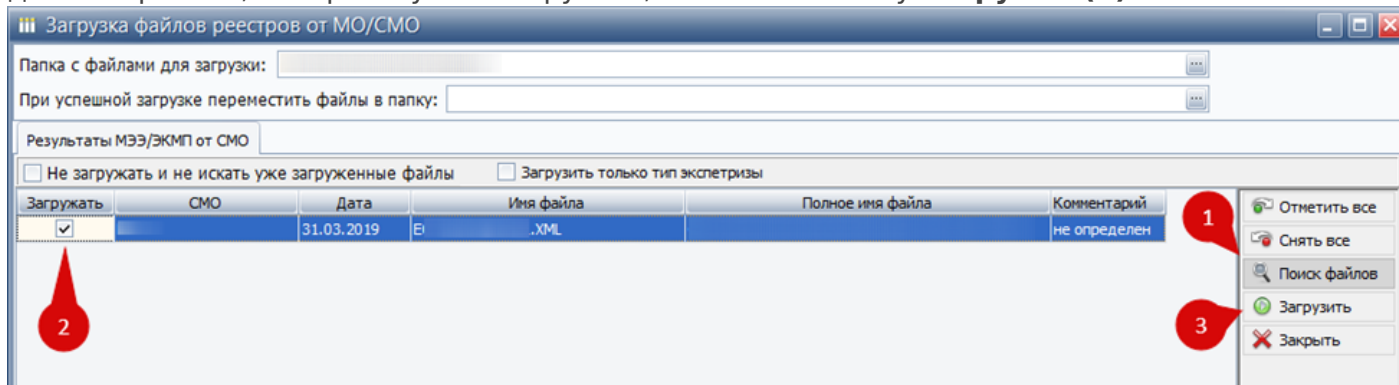 Загрузка файлов реестров от МО/СМО
Папка с файлами для загрузки:
При успешной загрузке переместить файлы в папку:
Результаты МЭЭ/ЭКМП от СМО
Не загружать и не искать уже загруженные файлы Загрузить только тип экспетризы
Загружать СМО Дата Имя файла Полное имя файла Комментарий
31.03.2019 .XML не определен
1
2
3
Отметить все
Снять все
Поиск файлов
Загрузить
Закрыть